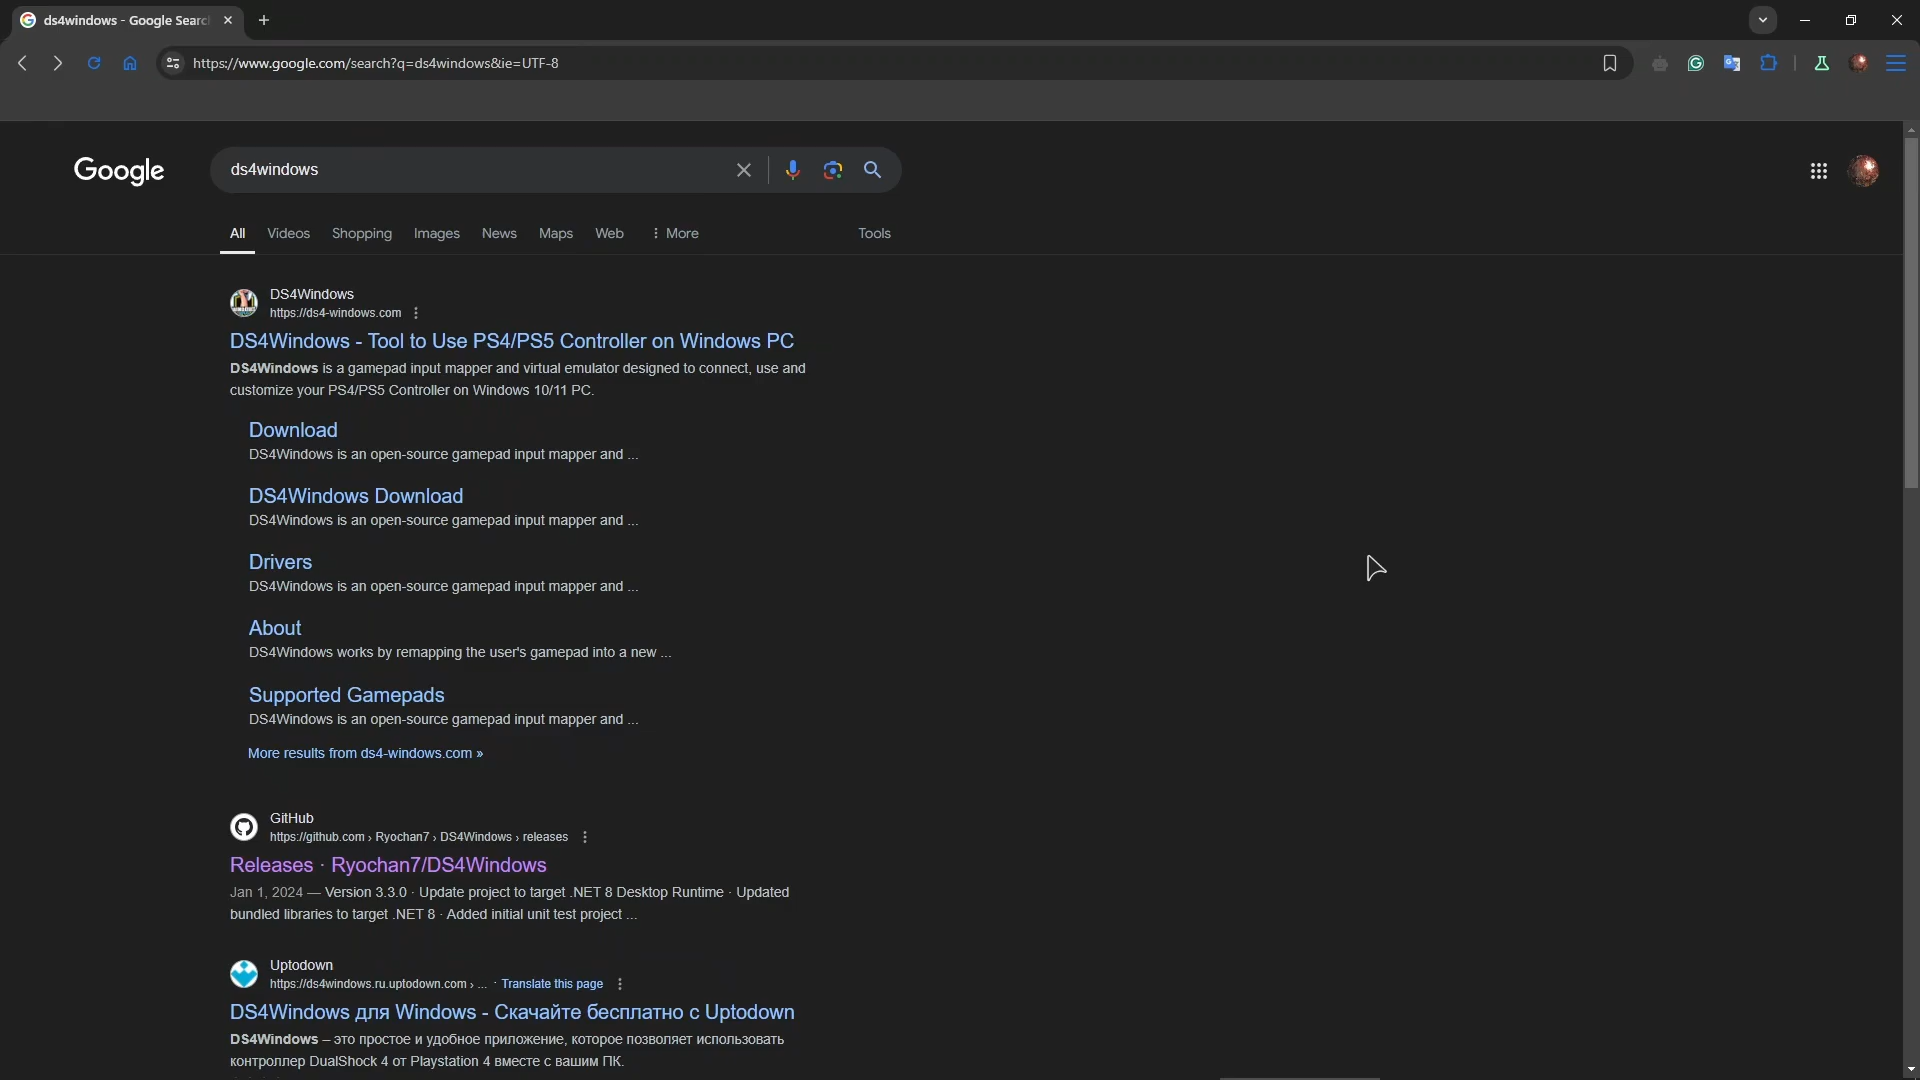 ds4windows - Google Searc
https://www.google.com/search?q=ds4windows&ie=UTF-8
Google
ds4windows
All Videos Shopping Images News Maps Web More Tools
DS4Windows
https://ds4-windows.com
DS4Windows - Tool to Use PS4/PS5 Controller on Windows PC
DS4Windows is a gamepad input mapper and virtual emulator designed to connect, use and
customize your PS4/PS5 Controller on Windows 10/11 PC.
Download
DS4Windows is an open-source gamepad input mapper and ...
DS4Windows Download
DS4Windows is an open-source gamepad input mapper and ...
Drivers
DS4Windows is an open-source gamepad input mapper and ...
About
DS4Windows works by remapping the user's gamepad into a new ...
Supported Gamepads
DS4Windows is an open-source gamepad input mapper and ...
More results from ds4-windows.com »
GitHub
https://github.com › Ryochan7 › DS4Windows › releases
Releases · Ryochan7/DS4Windows
Jan 1, 2024 — Version 3.3.0 · Update project to target .NET 8 Desktop Runtime · Updated
bundled libraries to target .NET 8 · Added initial unit test project ...
Uptodown
https://ds4windows.ru.uptodown.com › ... · Translate this page
DS4Windows для Windows - Скачайте бесплатно с Uptodown
DS4Windows – это простое и удобное приложение, которое позволяет использовать
контроллер DualShock 4 от Playstation 4 вместе с вашим ПК.